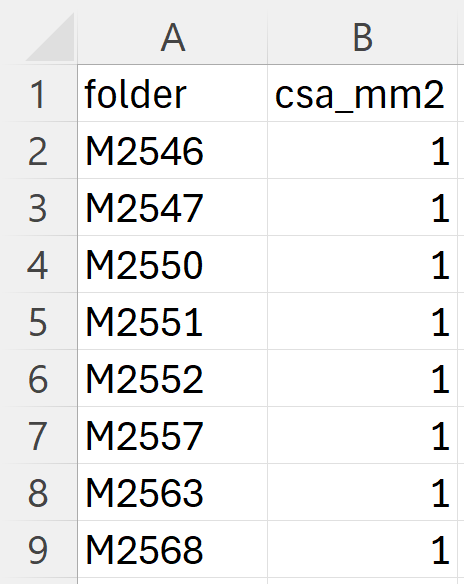 A B
1 folder csa_mm2
2 M2546 1
3 M2547 1
4 M2550 1
5 M2551 1
6 M2552 1
7 M2557 1
8 M2563 1
9 M2568 1